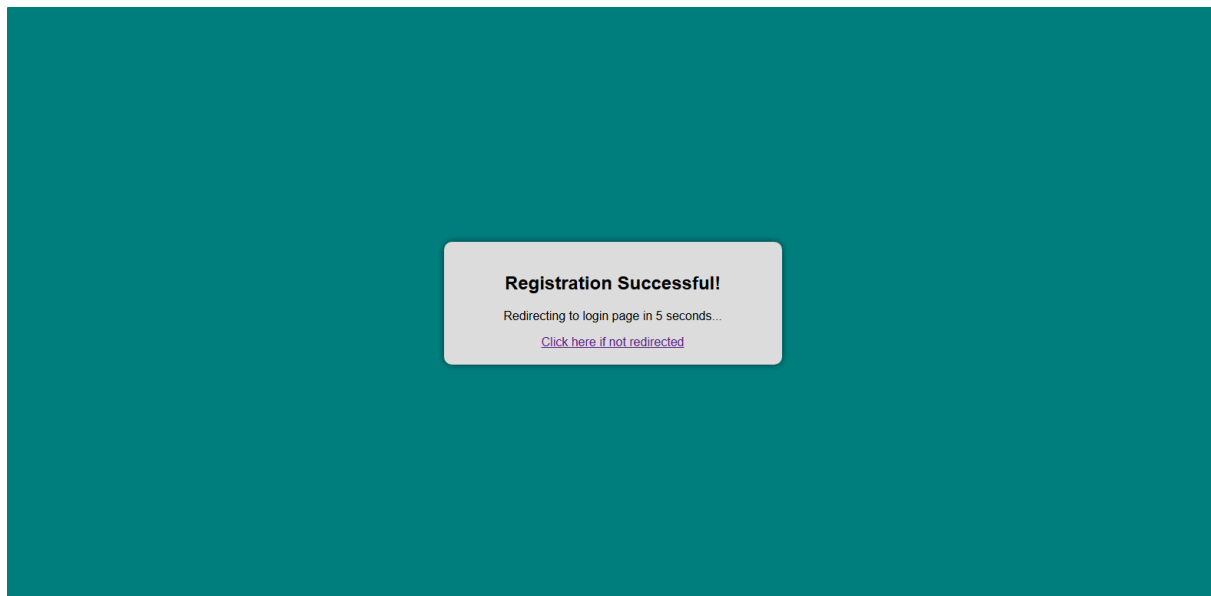 Registration Successful!
Redirecting to login page in 5 seconds...
Click here if not redirected